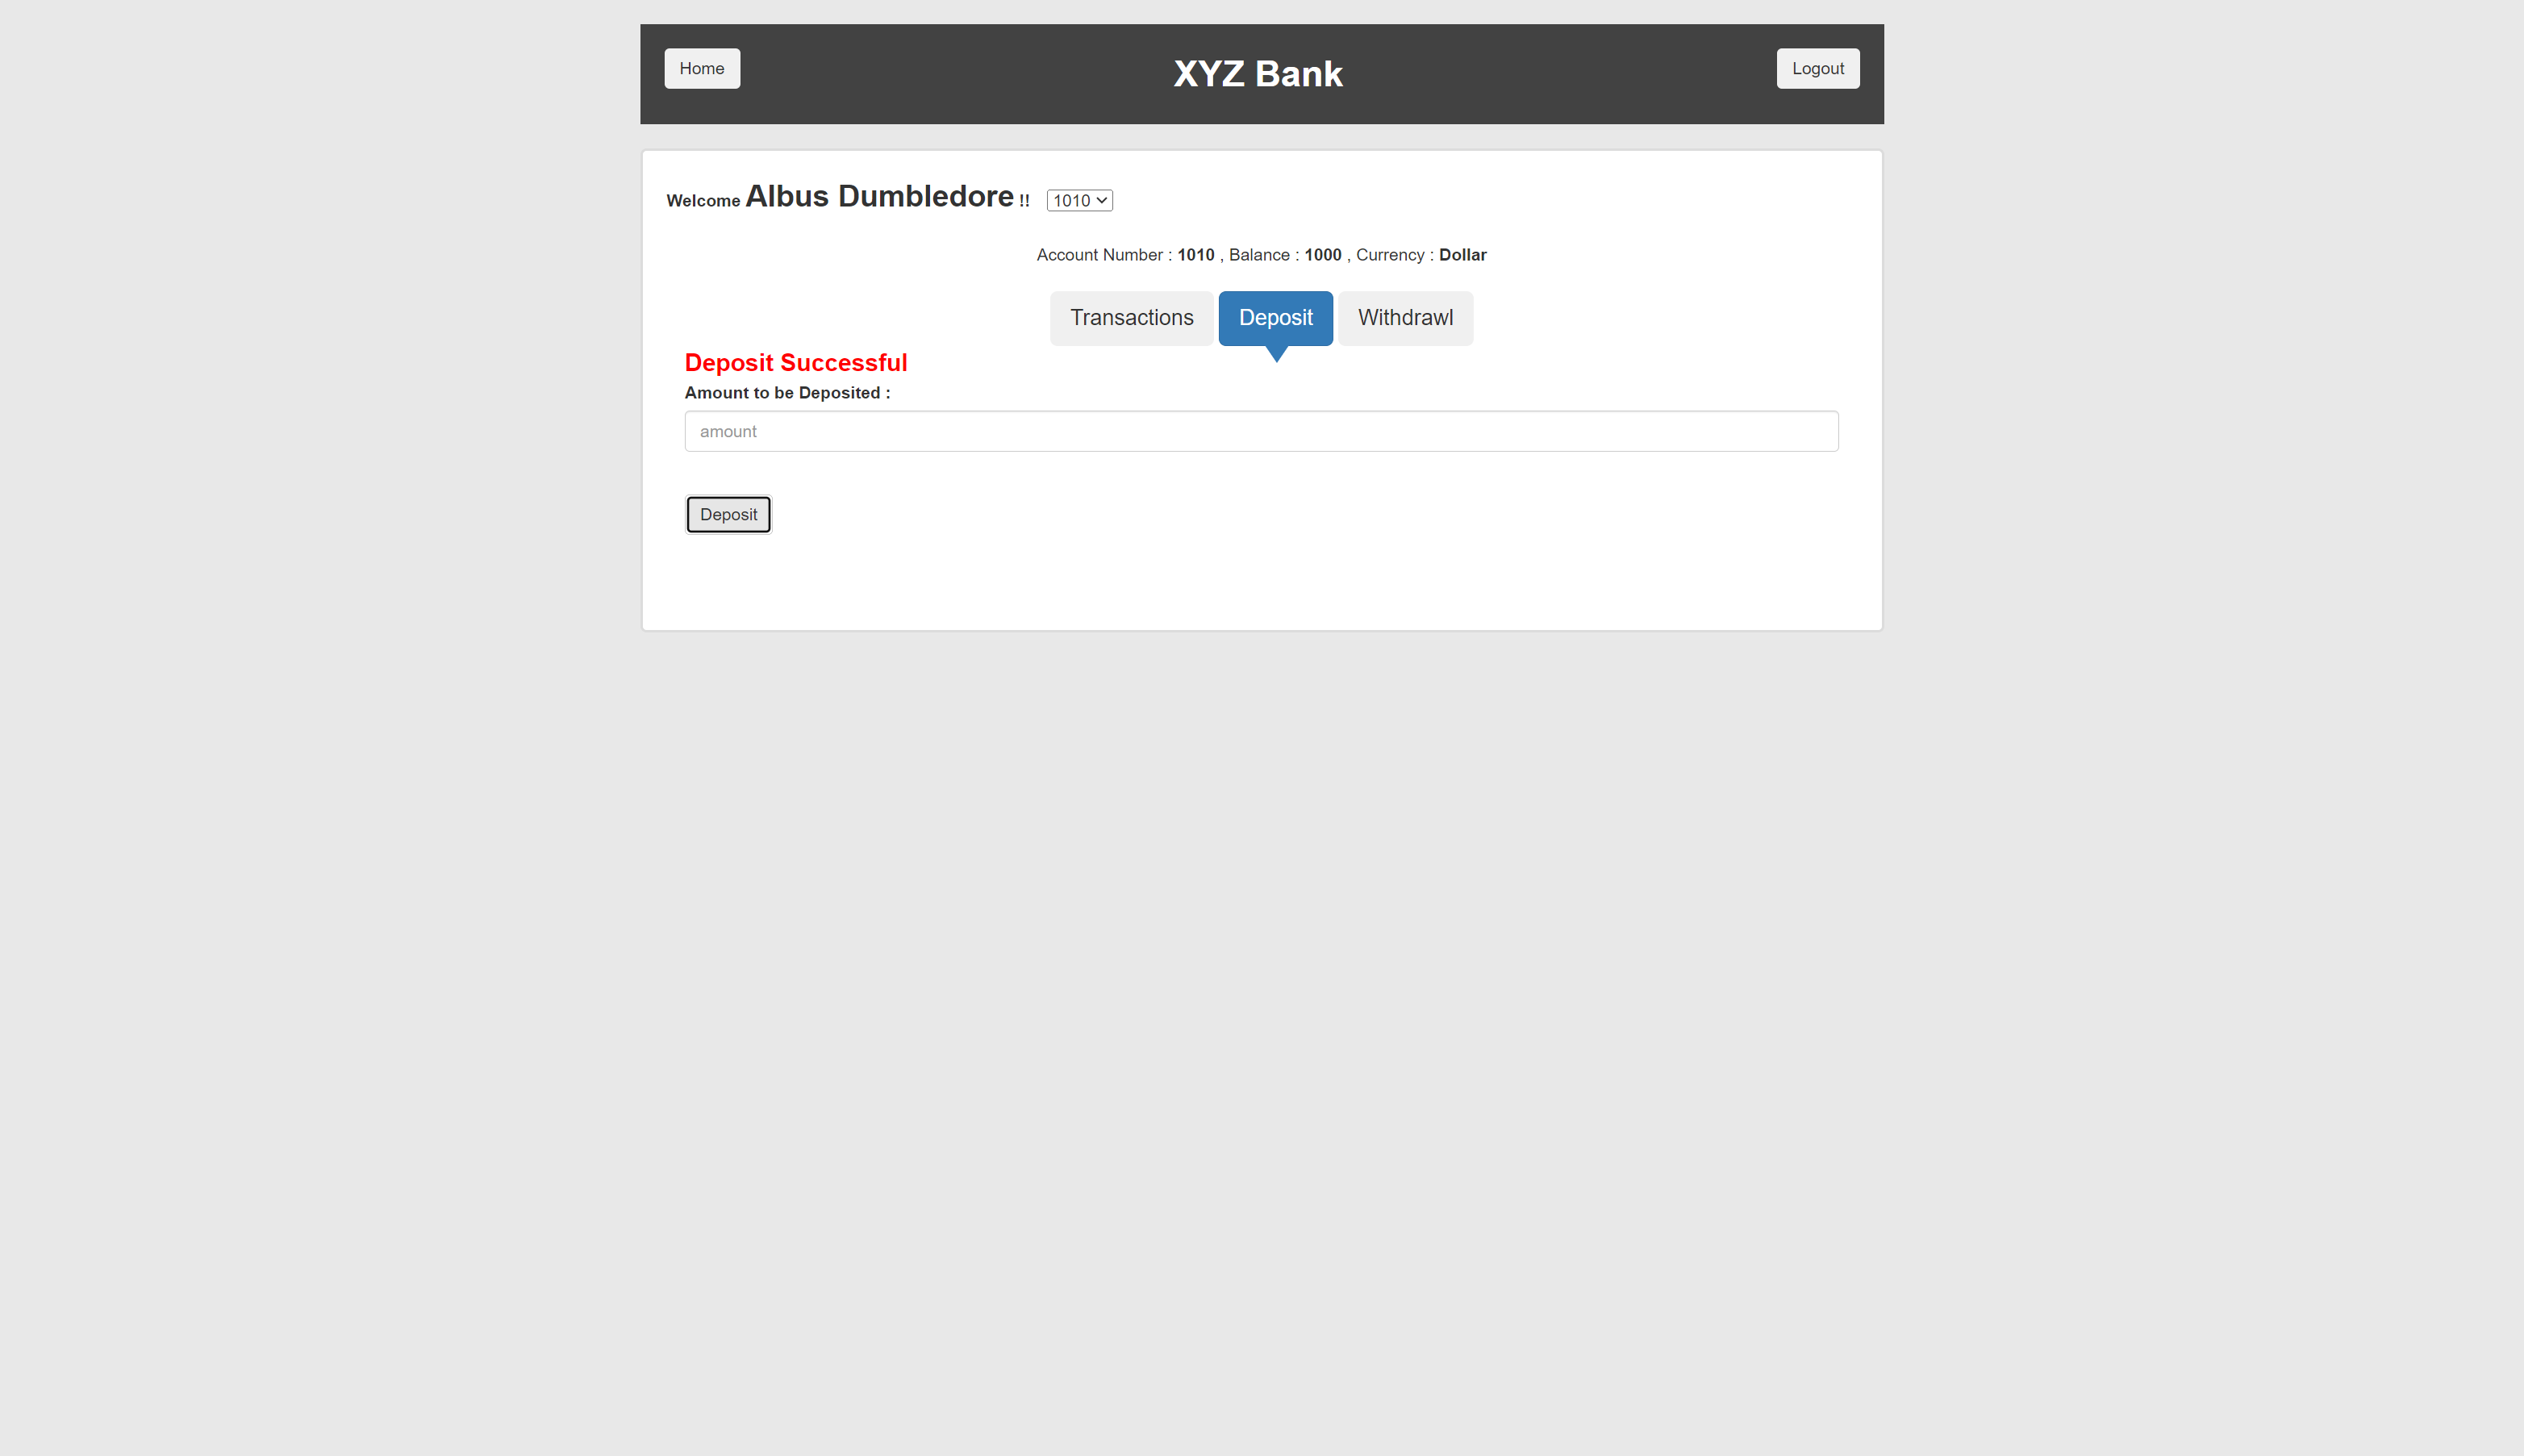 Home
XYZ Bank
Logout
Welcome Albus Dumbledore !! 1010
Account Number : 1010 , Balance : 1000 , Currency : Dollar
Transactions Deposit Withdrawl
Deposit Successful
Amount to be Deposited :
amount
Deposit